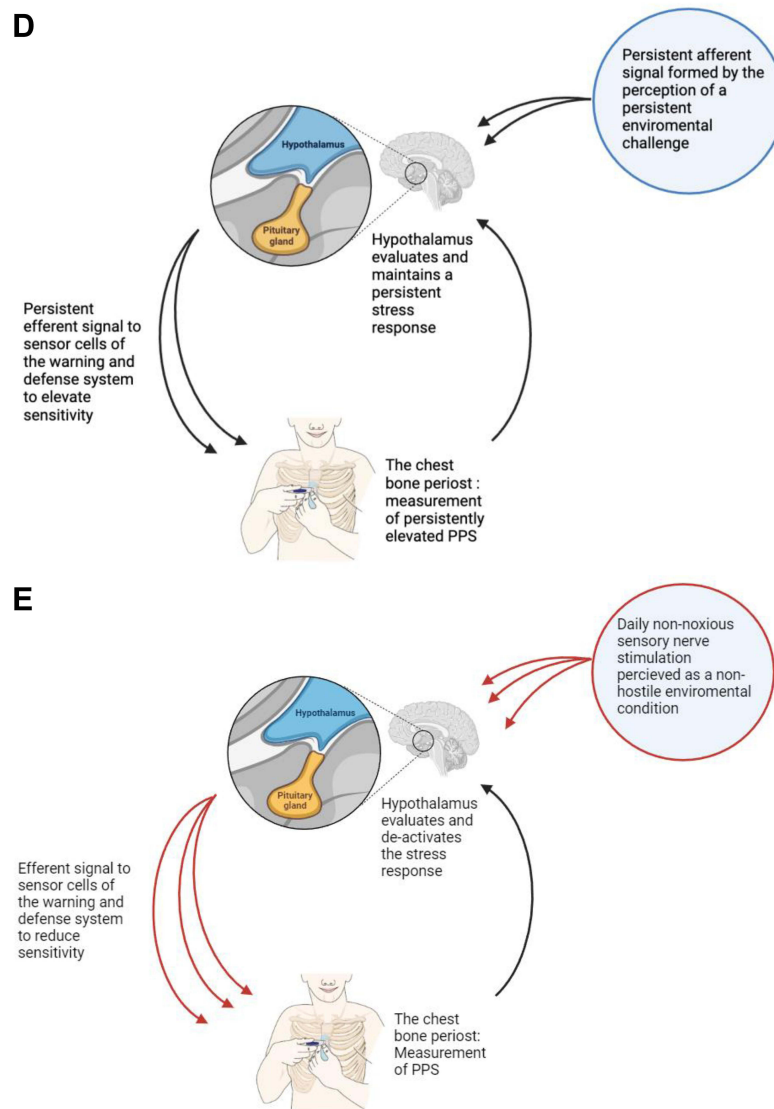 D
Persistent afferent
signal formed by the
perception of a
persistent
enviromental
challenge
Hypothalamus
Pituitary
gland
Hypothalamus
evaluates and
maintains a
persistent
stress
response
Persistent
efferent signal to
sensor cells of
the warning and
defense system
to elevate
sensitivity
The chest
bone periost :
measurement
of persistently
elevated PPS
E
Daily non-noxious
sensory nerve
stimulation
percieved as a non-
hostile enviromental
condition
Hypothalamus
Pituitary
gland
Hypothalamus
evaluates and
de-activates
the stress
response
Efferent signal to
sensor cells of
the warning and
defense system
to reduce
sensitivity
The chest
bone periost:
Measurement
of PPS